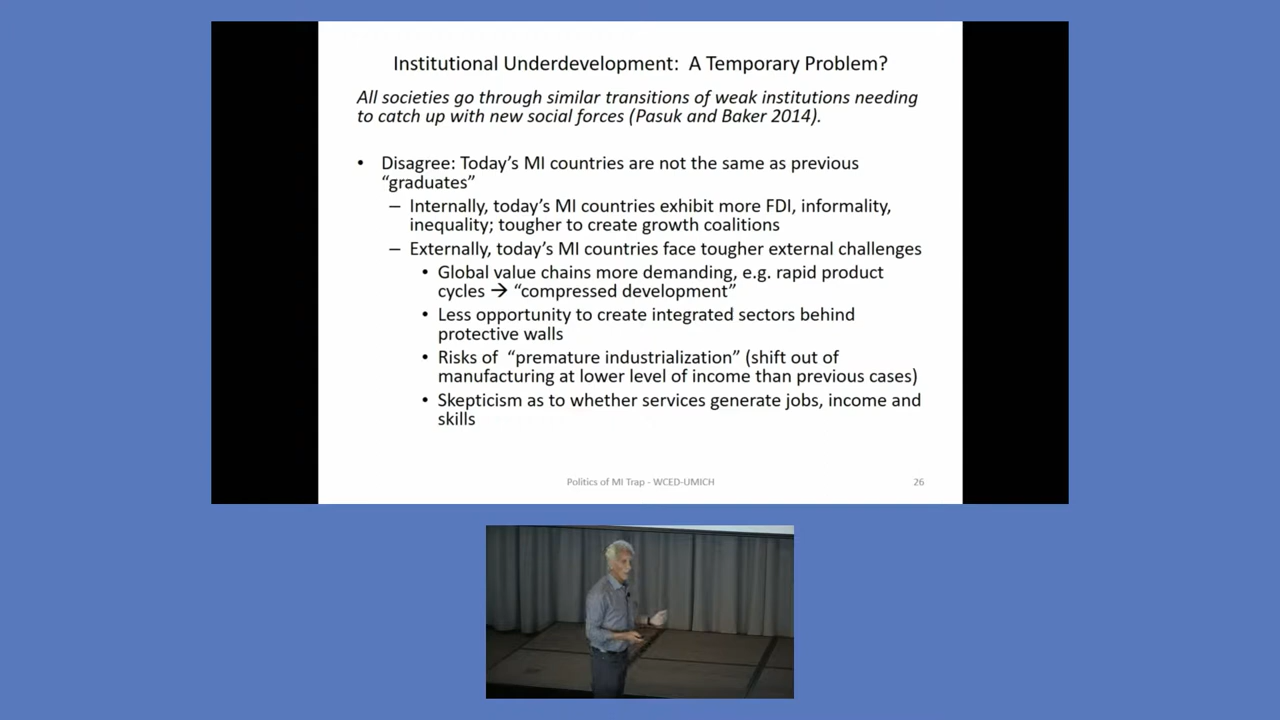 Institutional Underdevelopment: A Temporary Problem?
All societies go through similar transitions of weak institutions needing
to catch up with new social forces (Pasuk and Baker 2014).
• Disagree: Today's MI countries are not the same as previous
"graduates"
– Internally, today's MI countries exhibit more FDI, informality,
inequality; tougher to create growth coalitions
– Externally, today's MI countries face tougher external challenges
• Global value chains more demanding, e.g. rapid product
cycles → "compressed development"
• Less opportunity to create integrated sectors behind
protective walls
• Risks of "premature industrialization" (shift out of
manufacturing at lower level of income than previous cases)
• Skepticism as to whether services generate jobs, income and
skills
Politics of MI Trap - WCED-UMICH
26